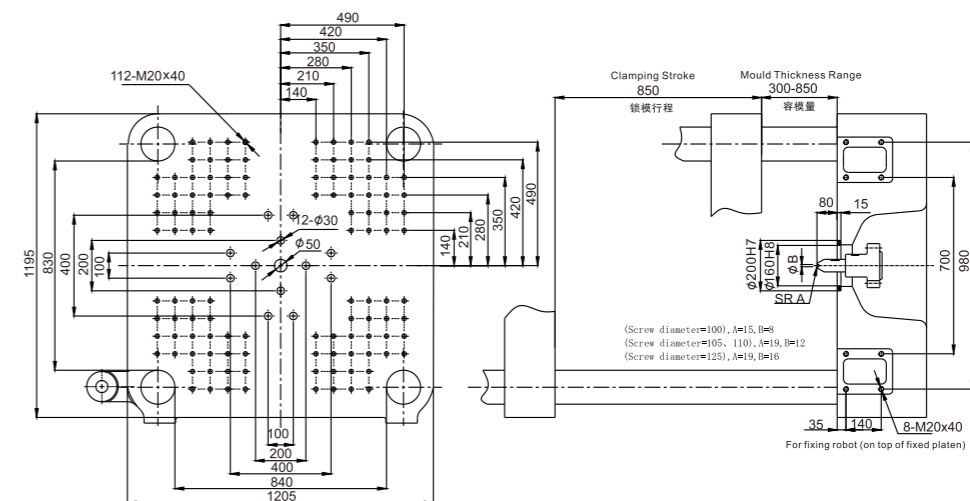 490
420
350
280
210
140
112-M20×40
1195
830
400
200
100
12-Φ30
Φ50
140
210
280
350
420
490
100
200
400
840
1205
Clamping Stroke
850
锁模行程
Mould Thickness Range
300-850
容模量
80
15
Φ200H7
Φ160H8
ΦB
SR A
700
980
(Screw diameter=100),A=15,B=8
(Screw diameter=105、110),A=19,B=12
(Screw diameter=125),A=19,B=16
35
140
8-M20x40
For fixing robot (on top of fixed platen)